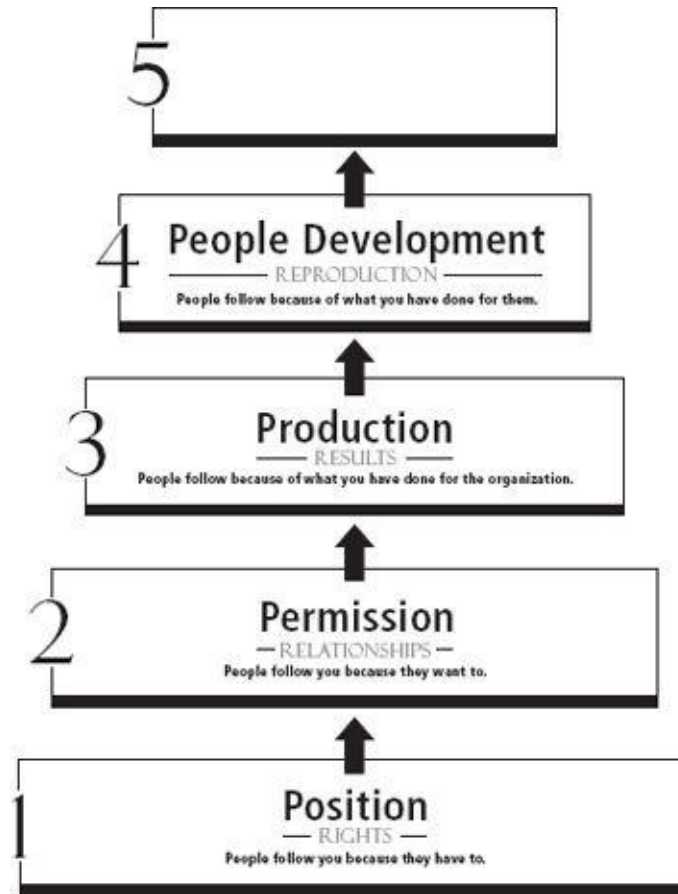 5
4
People Development
REPRODUCTION
People follow because of what you have done for them.
3
Production
RESULTS
People follow because of what you have done for the organization.
2
Permission
RELATIONSHIPS
People follow you because they want to.
1
Position
RIGHTS
People follow you because they have to.